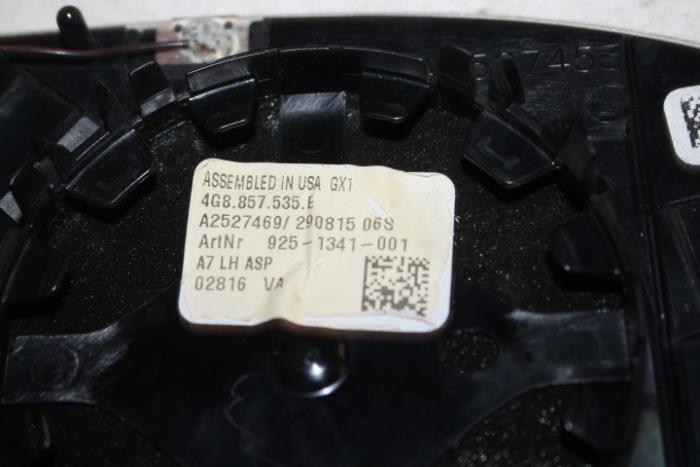 ASSEMBLED IN USA GX1
4G8.857.535.E
A2527469/ 290815 06S
ArtNr 925-1341-001
A7 LH ASP
02816 VA